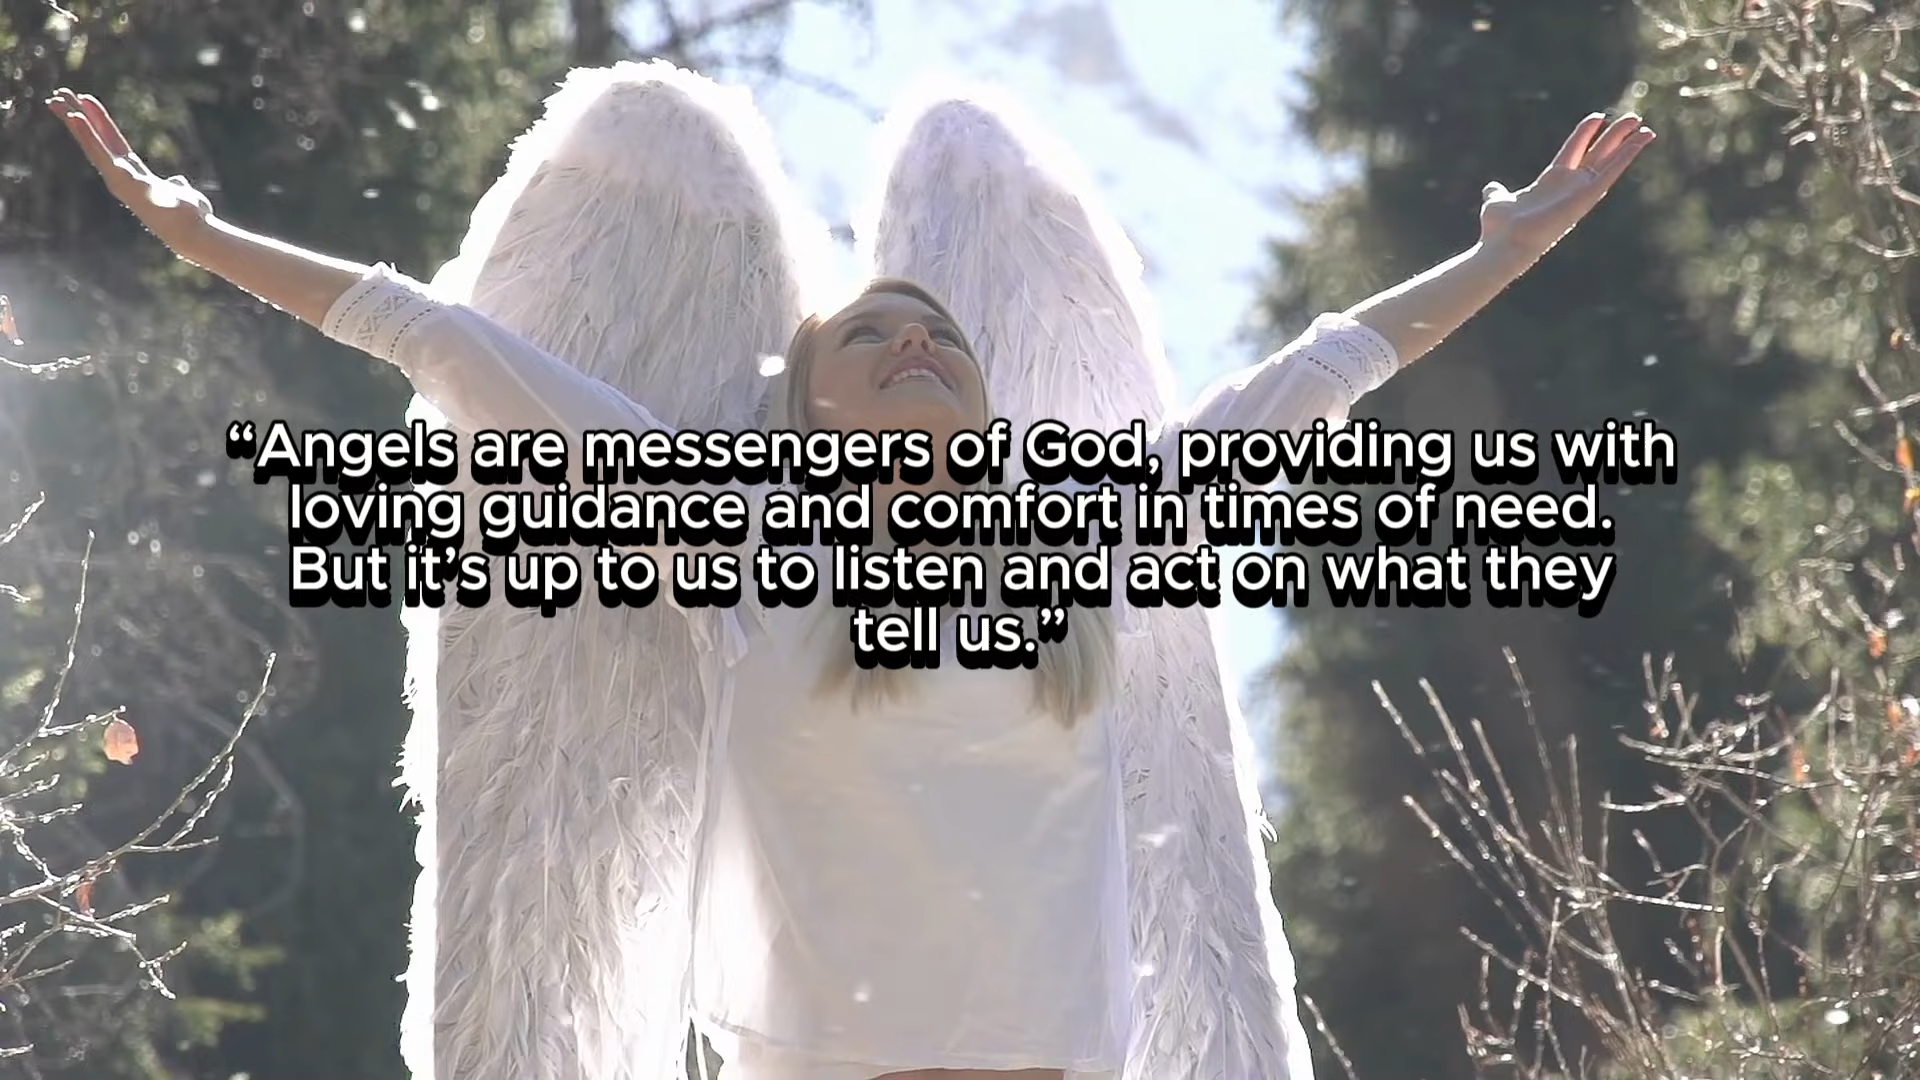 “Angels are messengers of God, providing us with
loving guidance and comfort in times of need.
But it’s up to us to listen and act on what they
tell us.”